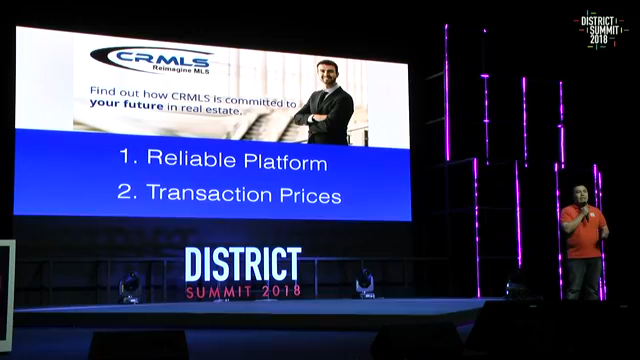 CRMLS
Reimagine MLS
Find out how CRMLS is committed to
your future in real estate.
1. Reliable Platform
2. Transaction Prices
DISTRICT
SUMMIT 2018
DISTRICT
SUMMIT
2018